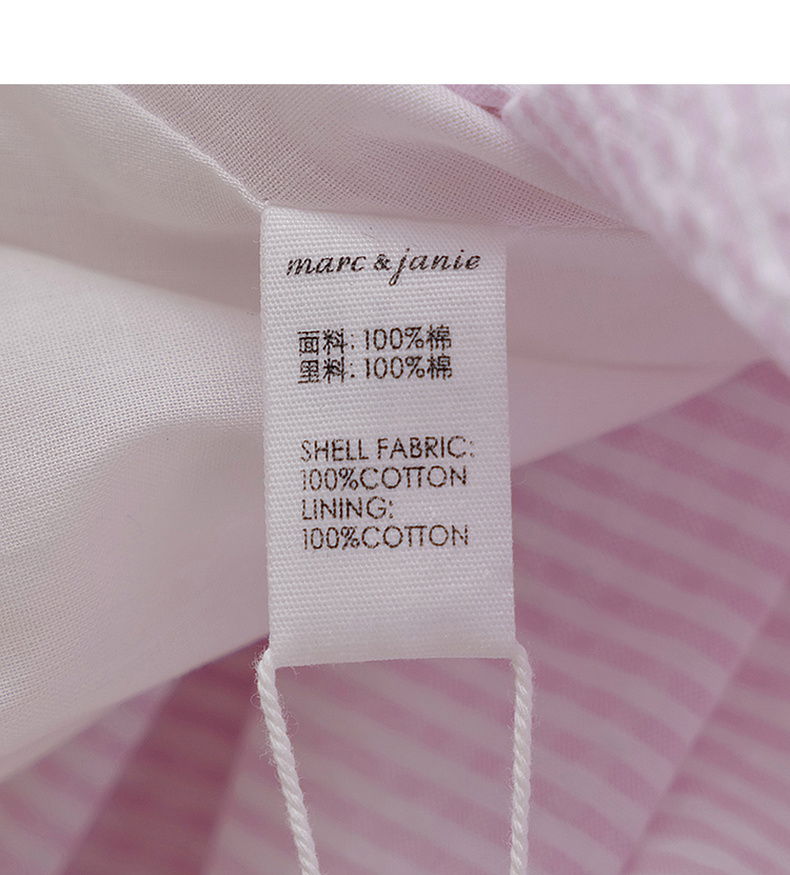 marc & janie
面料: 100%棉
里料: 100%棉
SHELL FABRIC:
100%COTTON
LINING:
100%COTTON